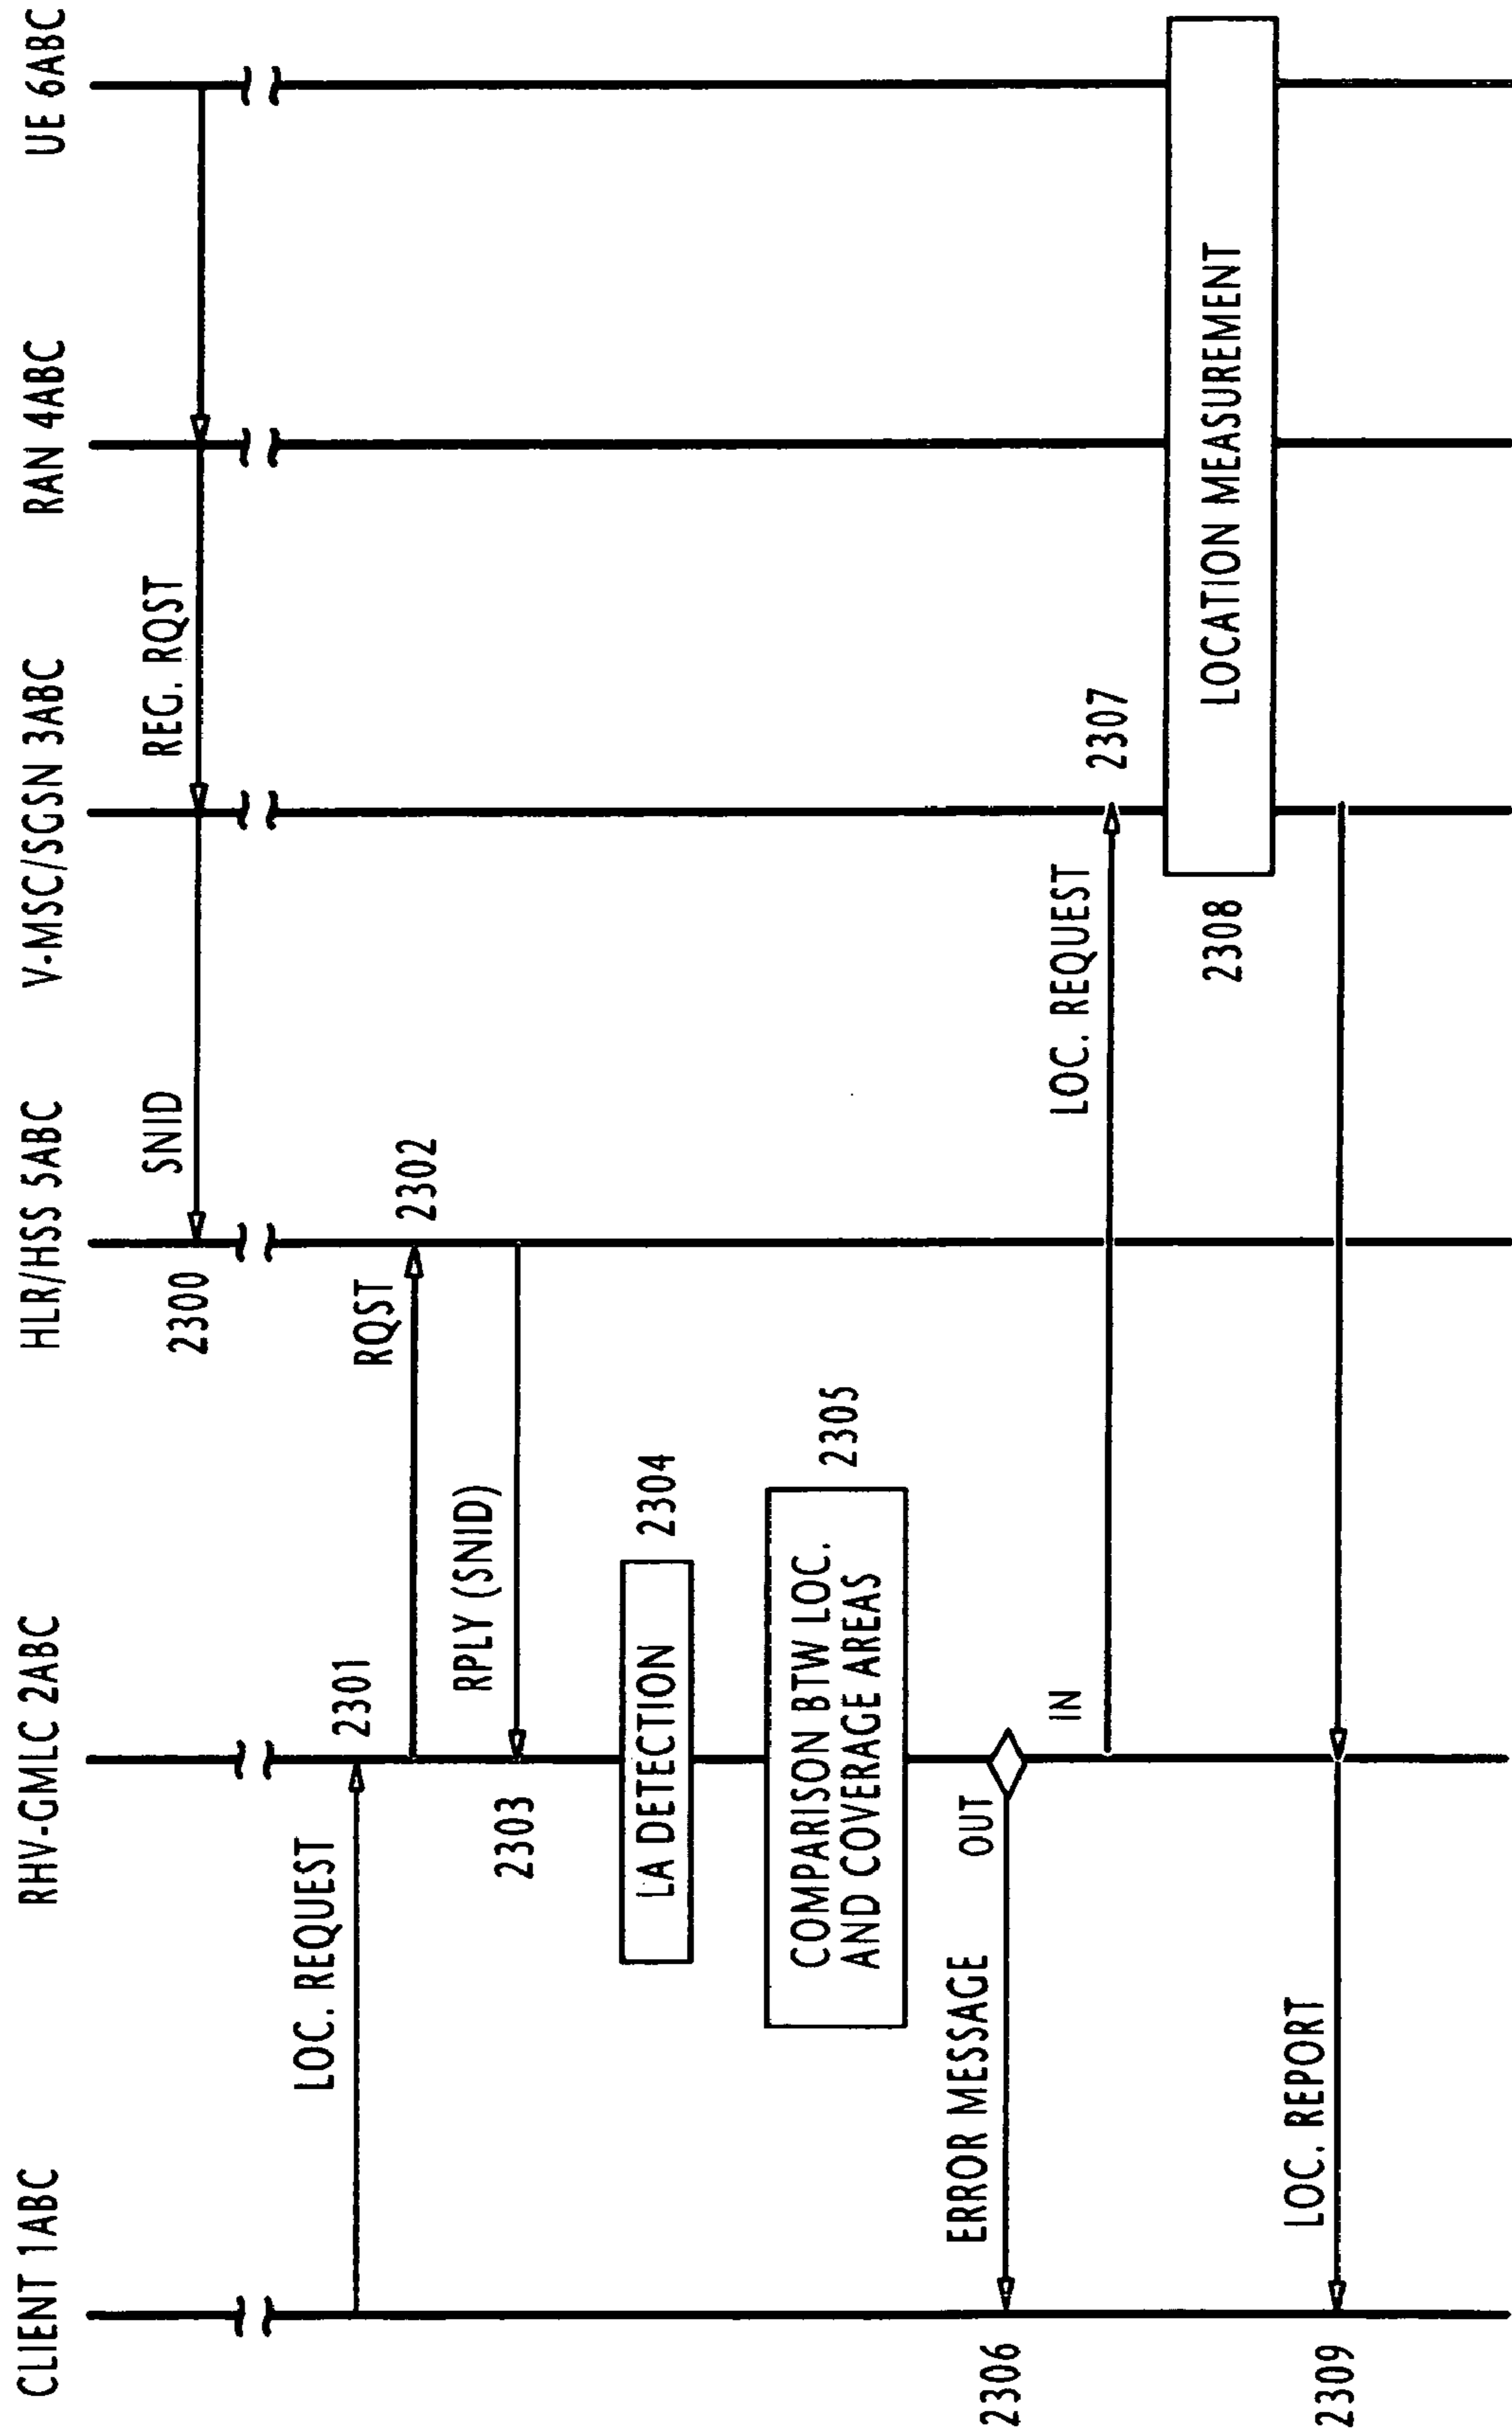 CLIENT 1ABC
RHV-GMLC 2ABC
HLR/HSS 5ABC
V-MSC/SGSN 3ABC
RAN 4ABC
UE 6ABC
2300
SNID
REG. RQST
LOC. REQUEST
2301
RQST
2302
2303
RPLY (SNID)
LA DETECTION
2304
COMPARISON BTW LOC.
AND COVERAGE AREAS
2305
2306
ERROR MESSAGE
OUT
IN
LOC. REQUEST
2307
2308
LOCATION MEASUREMENT
2309
LOC. REPORT